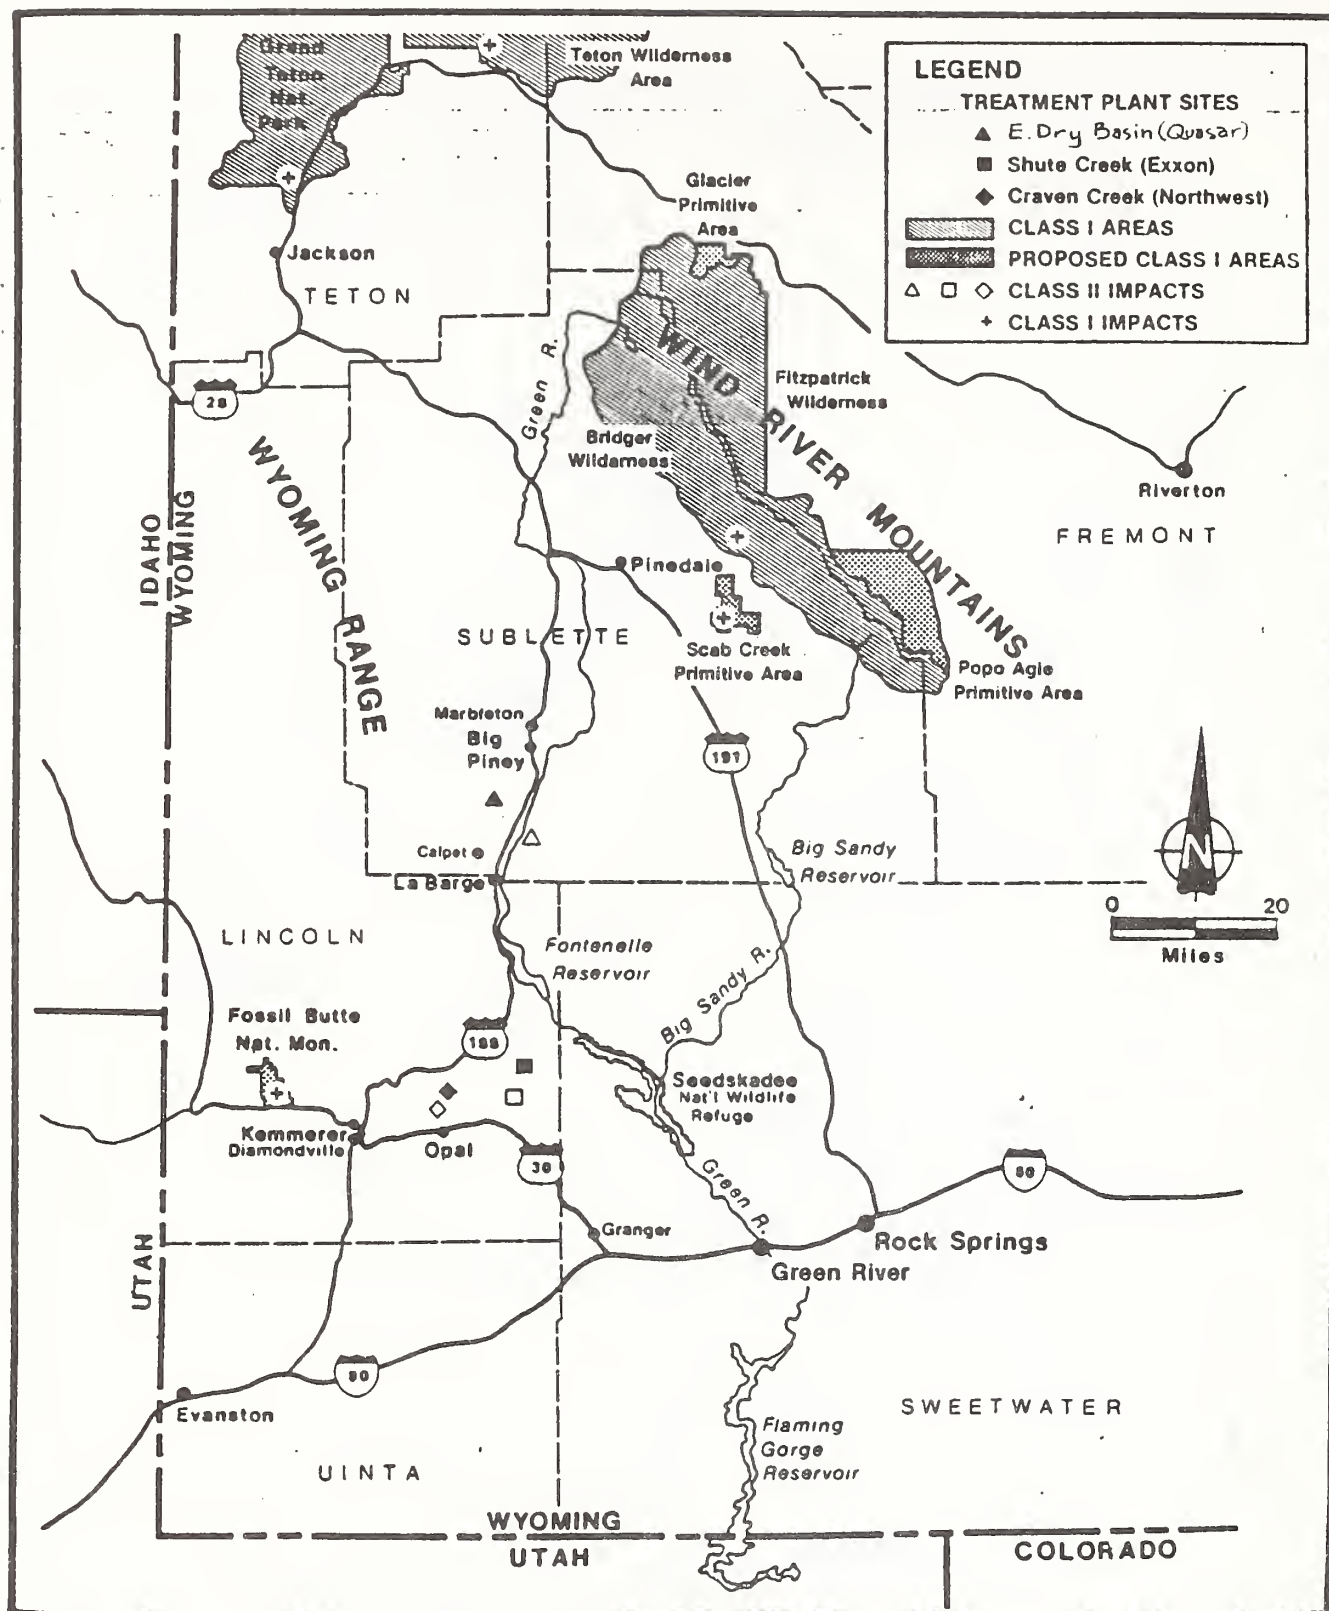 Grand
Teton
Nat.
Park
Teton Wilderness
Area
LEGEND
TREATMENT PLANT SITES
E. Dry Basin (Quasar)
Shute Creek (Exxon)
Craven Creek (Northwest)
CLASS I AREAS
PROPOSED CLASS I AREAS
CLASS II IMPACTS
CLASS I IMPACTS
Glacier
Primitive
Area
Jackson
TETON
Green R.
WIND RIVER MOUNTAINS
Fitzpatrick
Wilderness
28
Bridger
Wilderness
WYOMING RANGE
Riverton
FREMONT
IDAHO
WYOMING
Pinedale
SUBLETTE
Scab Creek
Primitive Area
Popo Agie
Primitive Area
Marbleton
Big
Piney
191
N
Calpet
Big Sandy
Reservoir
La Barge
0 20
Miles
LINCOLN
Fontenelle
Reservoir
Big Sandy R.
Fossil Butte
Nat. Mon.
189
Seedskadee
Nat'l Wildlife
Refuge
Kemmerer
Diamondville
Opal
30
80
Green R.
Granger
Rock Springs
Green River
UTAH
80
Evanston
SWEETWATER
Flaming
Gorge
Reservoir
UINTA
WYOMING
UTAH
COLORADO